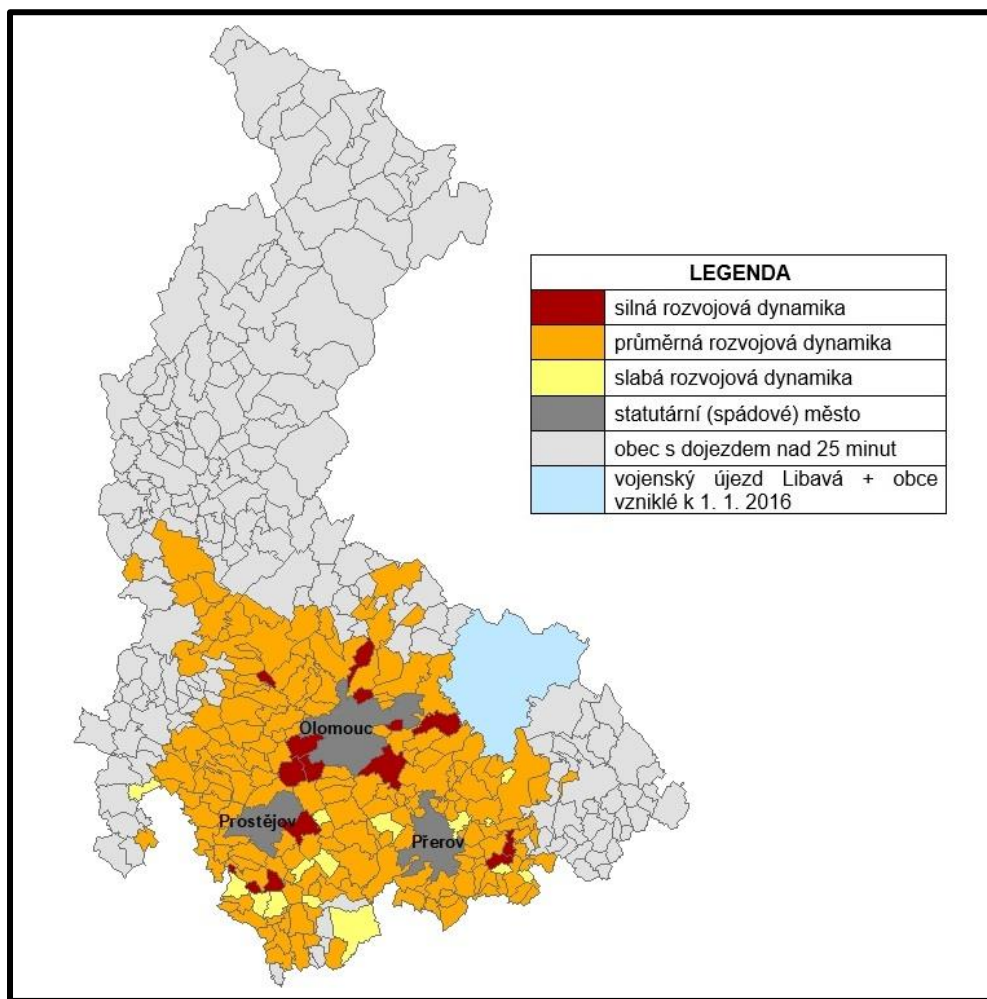 LEGENDA
silná rozvojová dynamika
průměrná rozvojová dynamika
slabá rozvojová dynamika
statutární (spádové) město
obec s dojezdem nad 25 minut
vojenský újezd Libavá + obce
vzniklé k 1. 1. 2016
Olomouc
Prostějov
Přerov